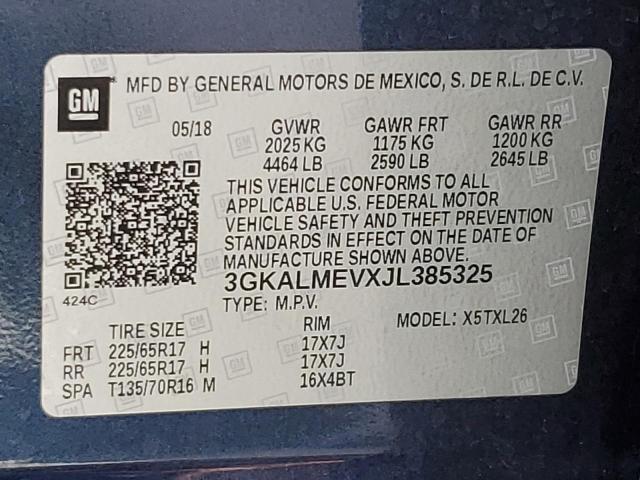 GM MFD BY GENERAL MOTORS DE MEXICO, S. DE R.L. DE C.V.
05/18 GVWR GAWR FRT GAWR RR
2025 KG 1175 KG 1200 KG
4464 LB 2590 LB 2645 LB
THIS VEHICLE CONFORMS TO ALL
APPLICABLE U.S. FEDERAL MOTOR
VEHICLE SAFETY AND THEFT PREVENTION
STANDARDS IN EFFECT ON THE DATE OF
MANUFACTURE SHOWN ABOVE.
424C 3GKALMEVXJL385325
TYPE: M.P.V.
TIRE SIZE RIM MODEL: X5TXL26
FRT 225/65R17 H 17X7J
RR 225/65R17 H 17X7J
SPA T135/70R16 M 16X4BT